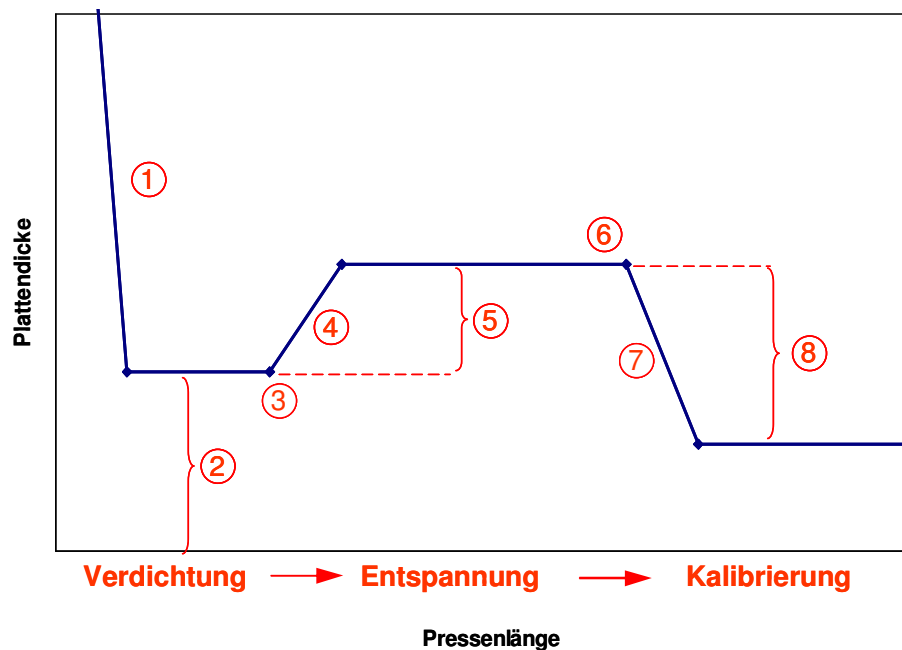 Plattendicke
1
2
3
4
5
6
7
8
Verdichtung
Entspannung
Kalibrierung
Pressenlänge